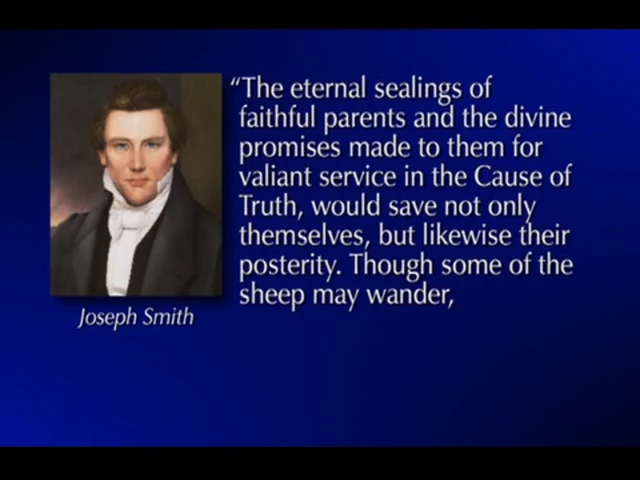 “The eternal sealings of
faithful parents and the divine
promises made to them for
valiant service in the Cause of
Truth, would save not only
themselves, but likewise their
posterity. Though some of the
sheep may wander,
Joseph Smith